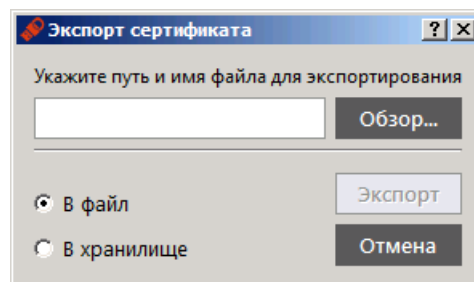 Экспорт сертификата
Укажите путь и имя файла для экспортирования
Обзор...
В файл
Экспорт
В хранилище
Отмена